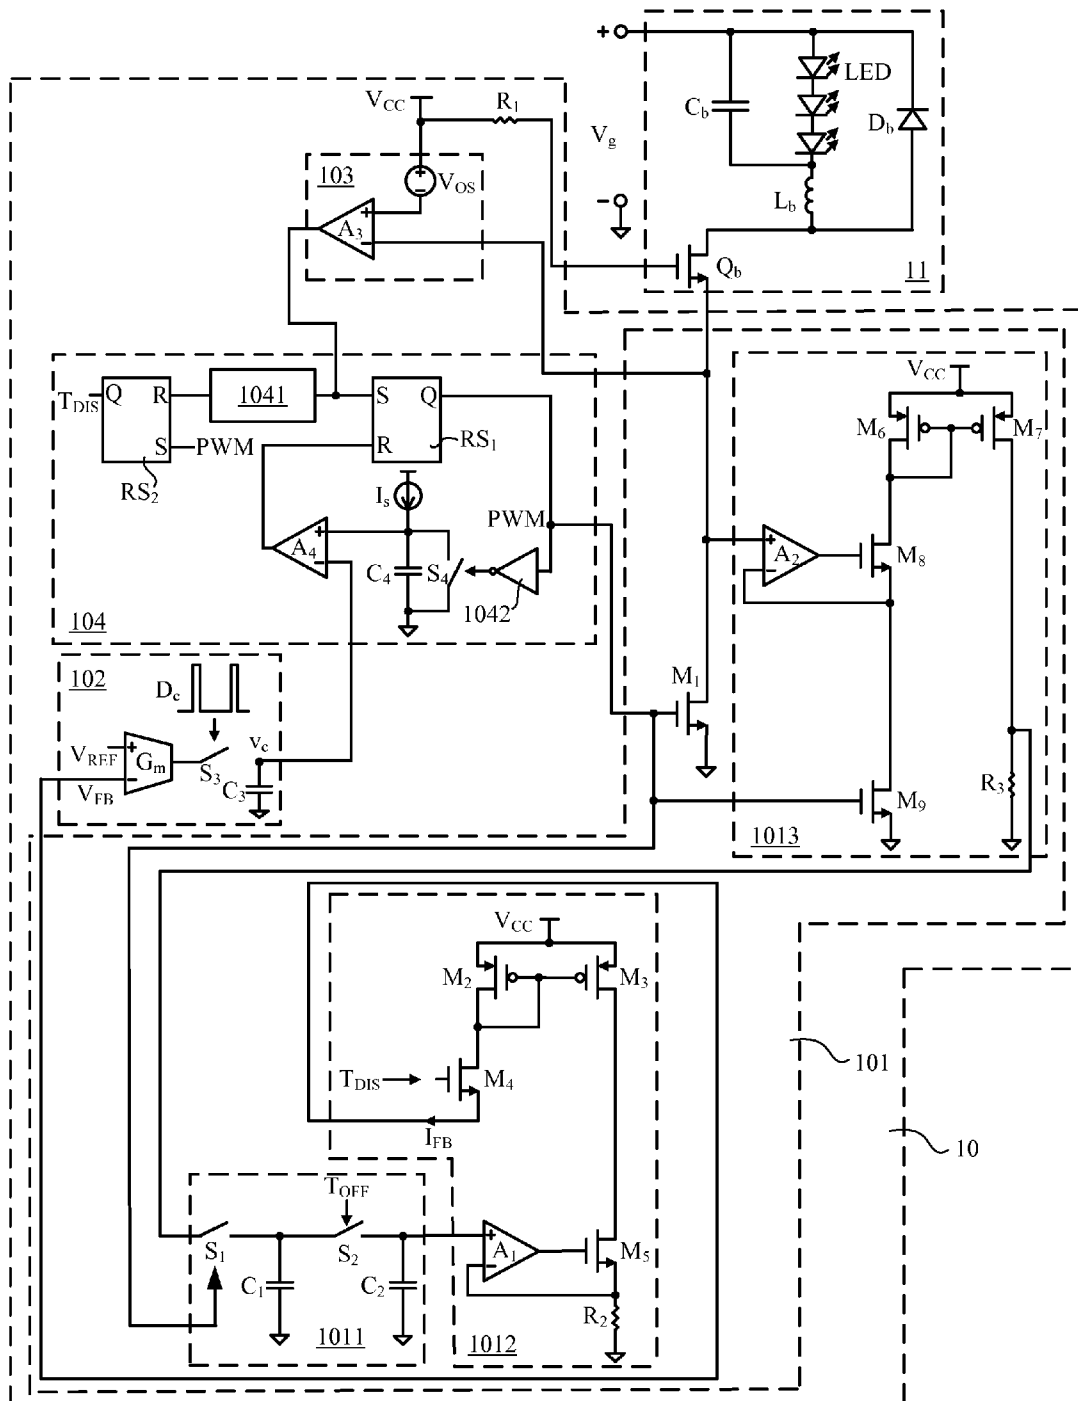 +
LED
C_b
D_b
V_g
L_b
-
Q_b
11
V_CC
R_1
103
+
-
V_OS
A_3
+
-
T_DIS
Q
R
1041
S
Q
S
PWM
R
RS_1
RS_2
I_s
PWM
A_4
+
-
C_4
S_4
1042
104
V_CC
M_6
M_7
A_2
+
-
M_8
M_1
M_9
R_3
1013
102
D_c
V_REF
+
G_m
-
V_FB
S_3
v_c
C_3
V_CC
M_2
M_3
T_DIS
M_4
I_FB
101
10
T_OFF
S_1
S_2
C_1
C_2
1011
A_1
+
-
M_5
R_2
1012